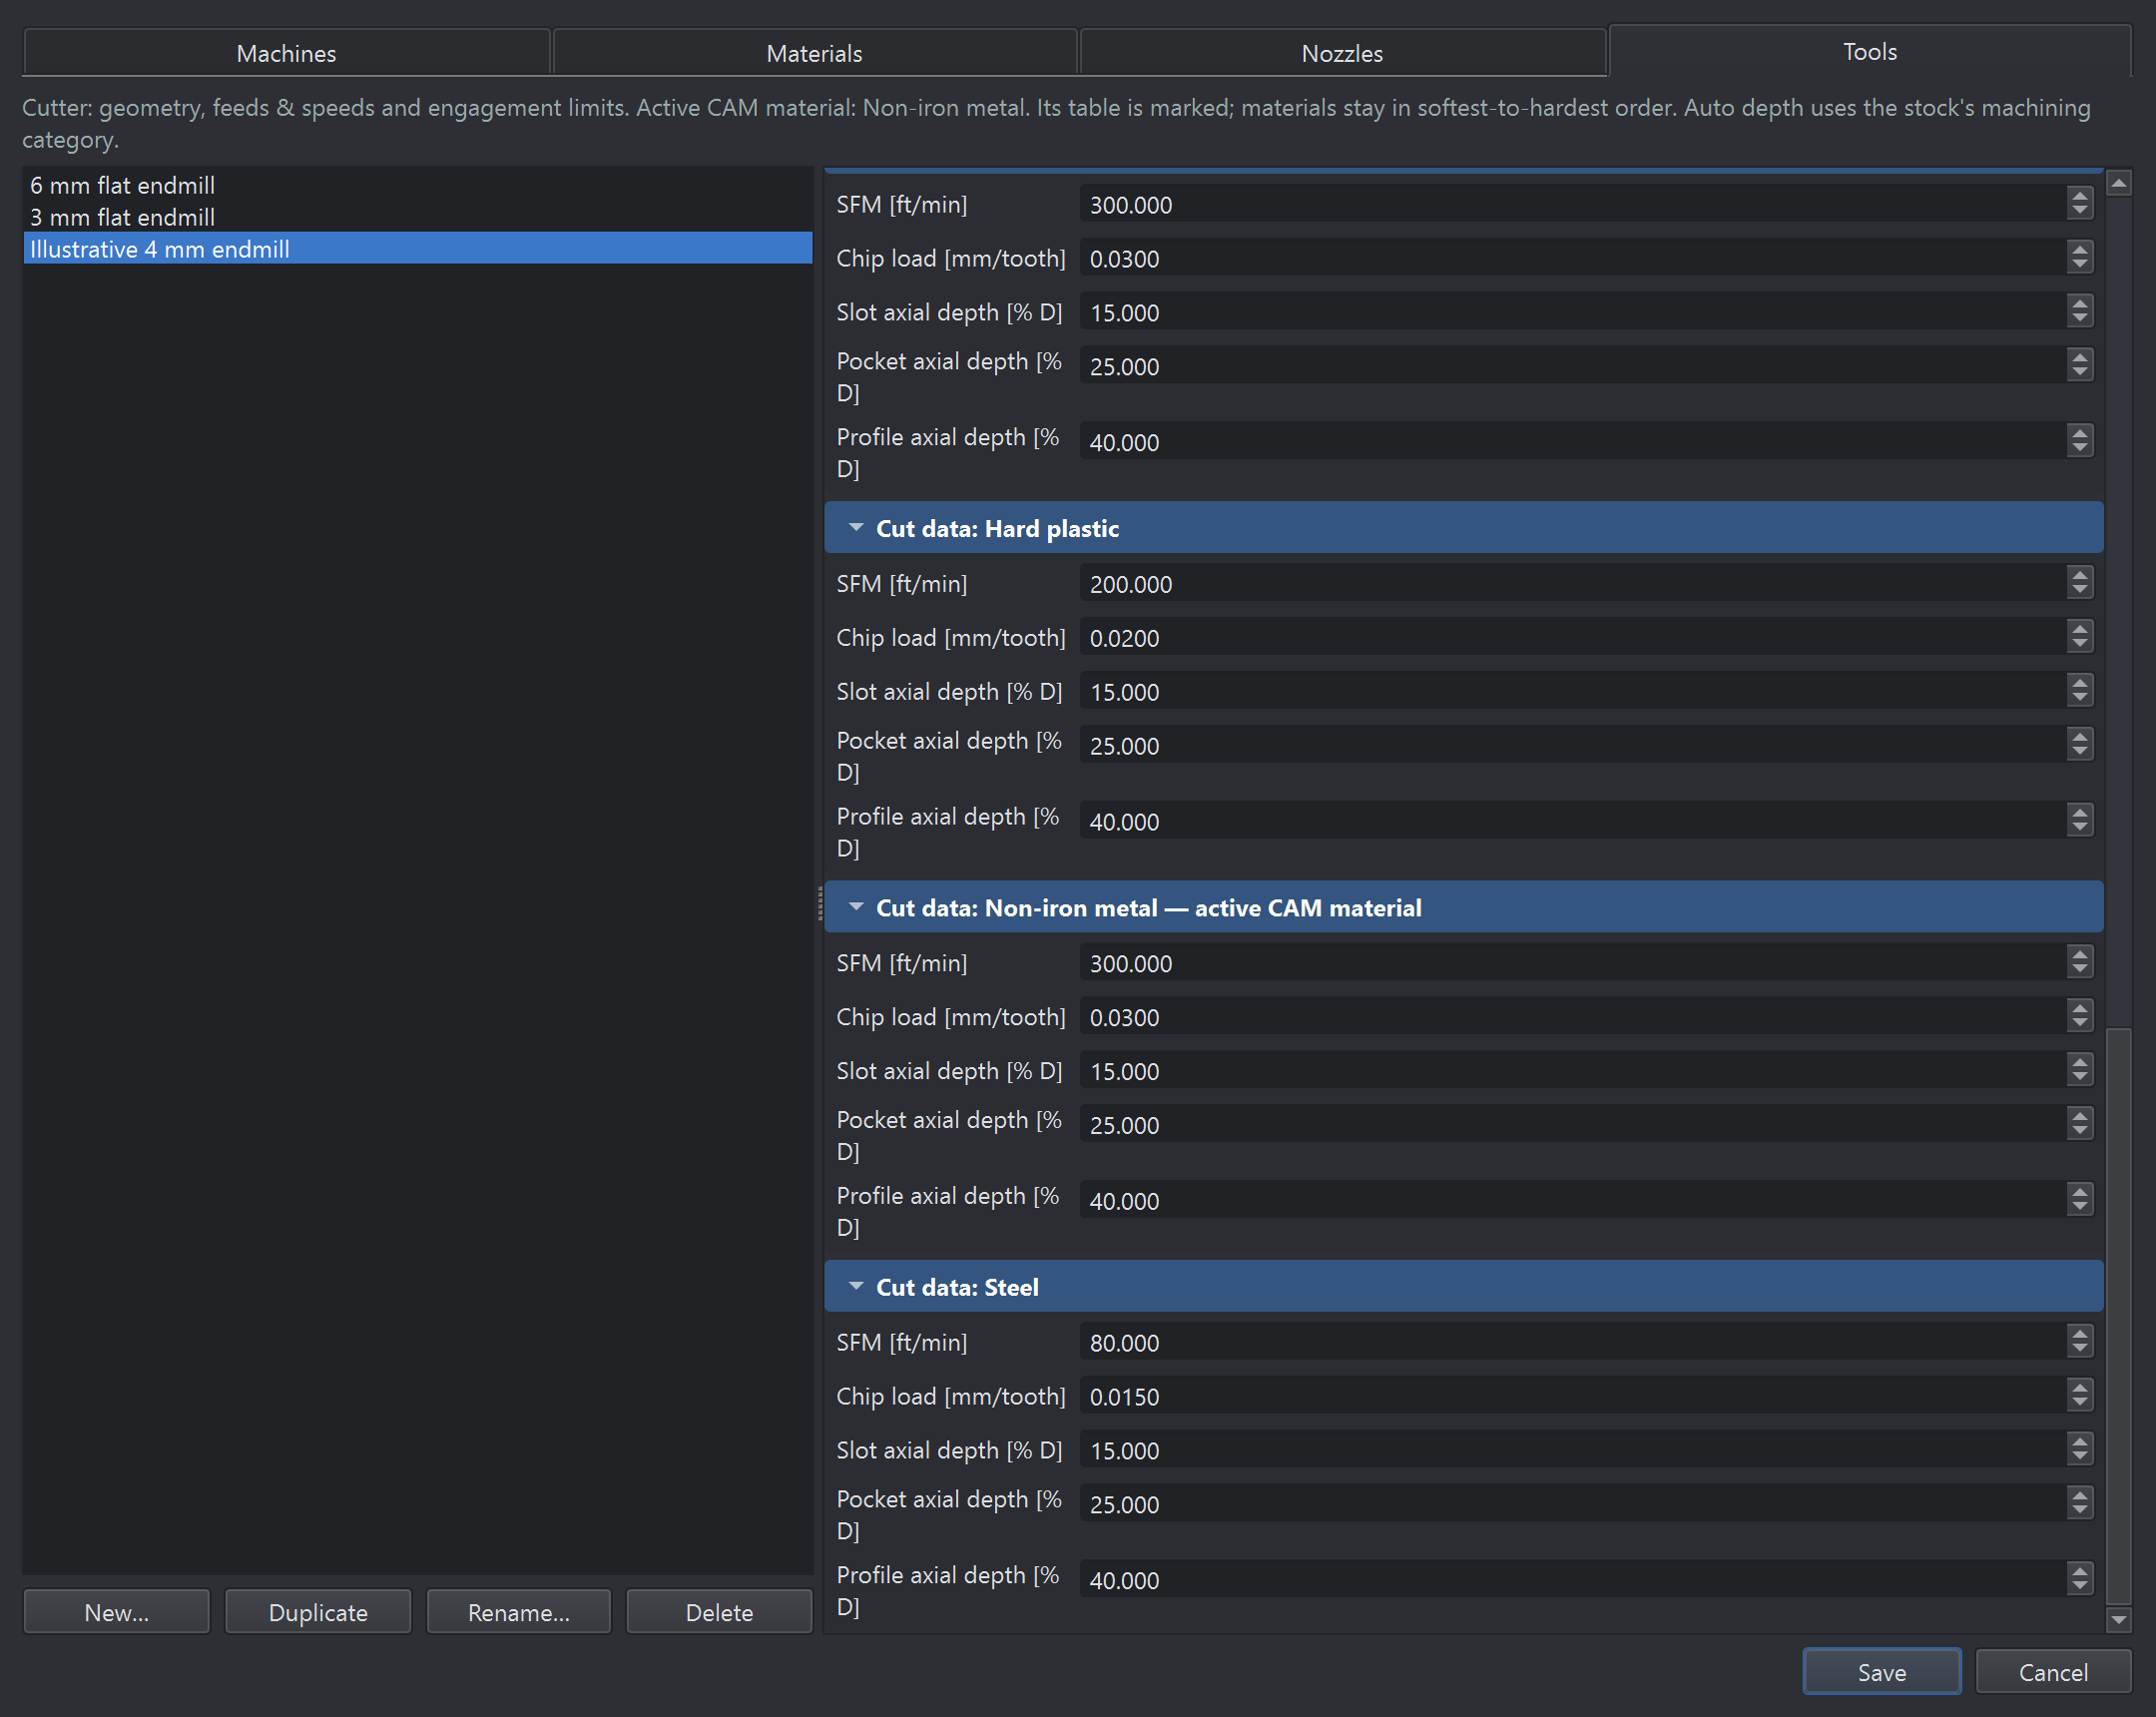 Machines
Materials
Nozzles
Tools
Cutter: geometry, feeds & speeds and engagement limits. Active CAM material: Non-iron metal. Its table is marked; materials stay in softest-to-hardest order. Auto depth uses the stock's machining
category.
6 mm flat endmill
3 mm flat endmill
Illustrative 4 mm endmill
SFM [ft/min]
300.000
Chip load [mm/tooth]
0.0300
Slot axial depth [% D]
15.000
Pocket axial depth [%
D]
25.000
Profile axial depth [%
D]
40.000
Cut data: Hard plastic
SFM [ft/min]
200.000
Chip load [mm/tooth]
0.0200
Slot axial depth [% D]
15.000
Pocket axial depth [%
D]
25.000
Profile axial depth [%
D]
40.000
Cut data: Non-iron metal — active CAM material
SFM [ft/min]
300.000
Chip load [mm/tooth]
0.0300
Slot axial depth [% D]
15.000
Pocket axial depth [%
D]
25.000
Profile axial depth [%
D]
40.000
Cut data: Steel
SFM [ft/min]
80.000
Chip load [mm/tooth]
0.0150
Slot axial depth [% D]
15.000
Pocket axial depth [%
D]
25.000
Profile axial depth [%
D]
40.000
New...
Duplicate
Rename...
Delete
Save
Cancel